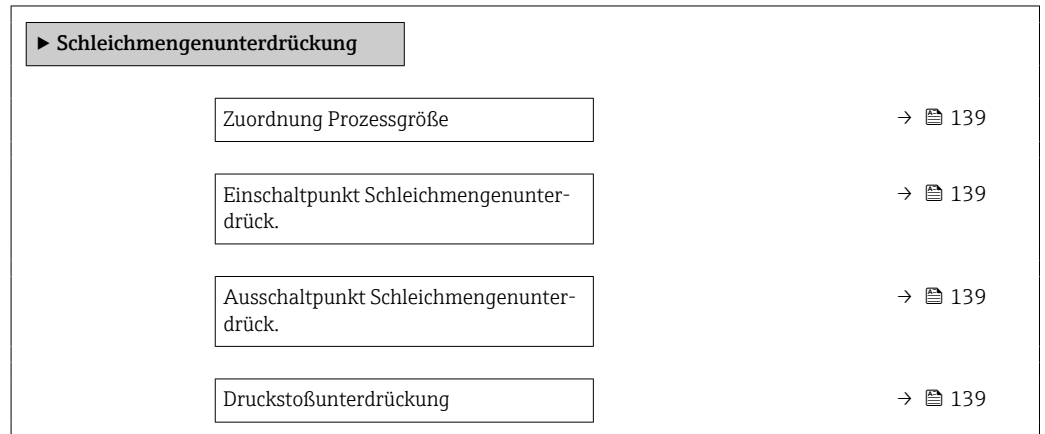 ▶ Schleichmengenunterdrückung
Zuordnung Prozessgröße → 139
Einschaltpunkt Schleichmengenunter- → 139
drück.
Ausschaltpunkt Schleichmengenunter- → 139
drück.
Druckstoßunterdrückung → 139